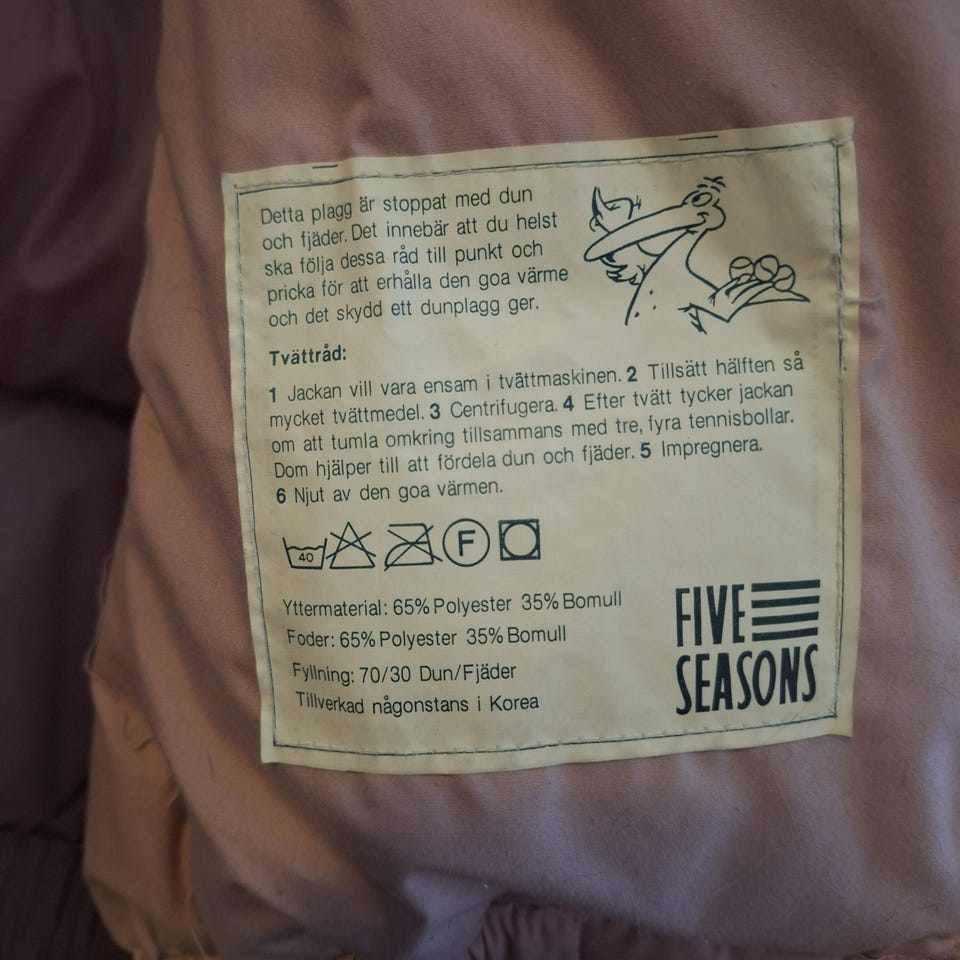 Detta plagg är stoppat med dun
och fjäder. Det innebär att du helst
ska följa dessa råd till punkt och
pricka för att erhålla den goa värme
och det skydd ett dunplagg ger.
Tvättråd:
1 Jackan vill vara ensam i tvättmaskinen. 2 Tillsätt hälften så
mycket tvättmedel. 3 Centrifugera. 4 Efter tvätt tycker jackan
om att tumla omkring tillsammans med tre, fyra tennisbollar.
Dom hjälper till att fördela dun och fjäder. 5 Impregnera.
6 Njut av den goa värmen.
40 F
Yttermaterial: 65% Polyester 35% Bomull
Foder: 65% Polyester 35% Bomull
Fyllning: 70/30 Dun/Fjäder
Tillverkad någonstans i Korea
FIVE
SEASONS